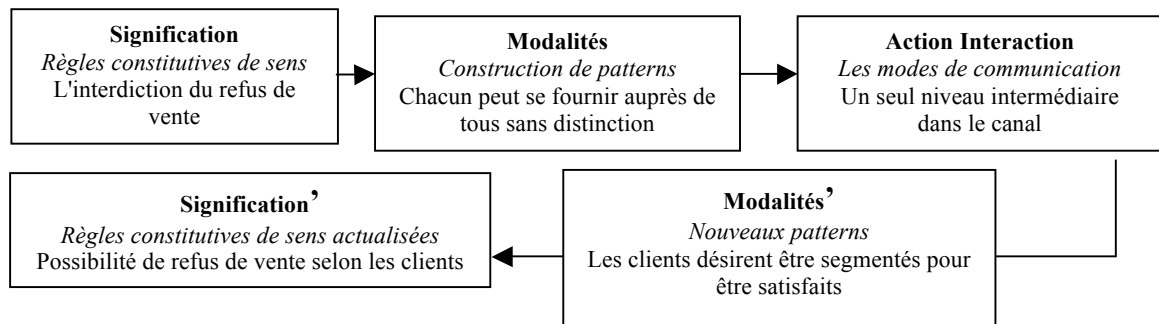 Signification
Règles constitutives de sens
L'interdiction du refus de
vente
Modalités
Construction de patterns
Chacun peut se fournir auprès de
tous sans distinction
Action Interaction
Les modes de communication
Un seul niveau intermédiaire
dans le canal
Signification’
Règles constitutives de sens actualisées
Possibilité de refus de vente selon les clients
Modalités’
Nouveaux patterns
Les clients désirent être segmentés pour
être satisfaits